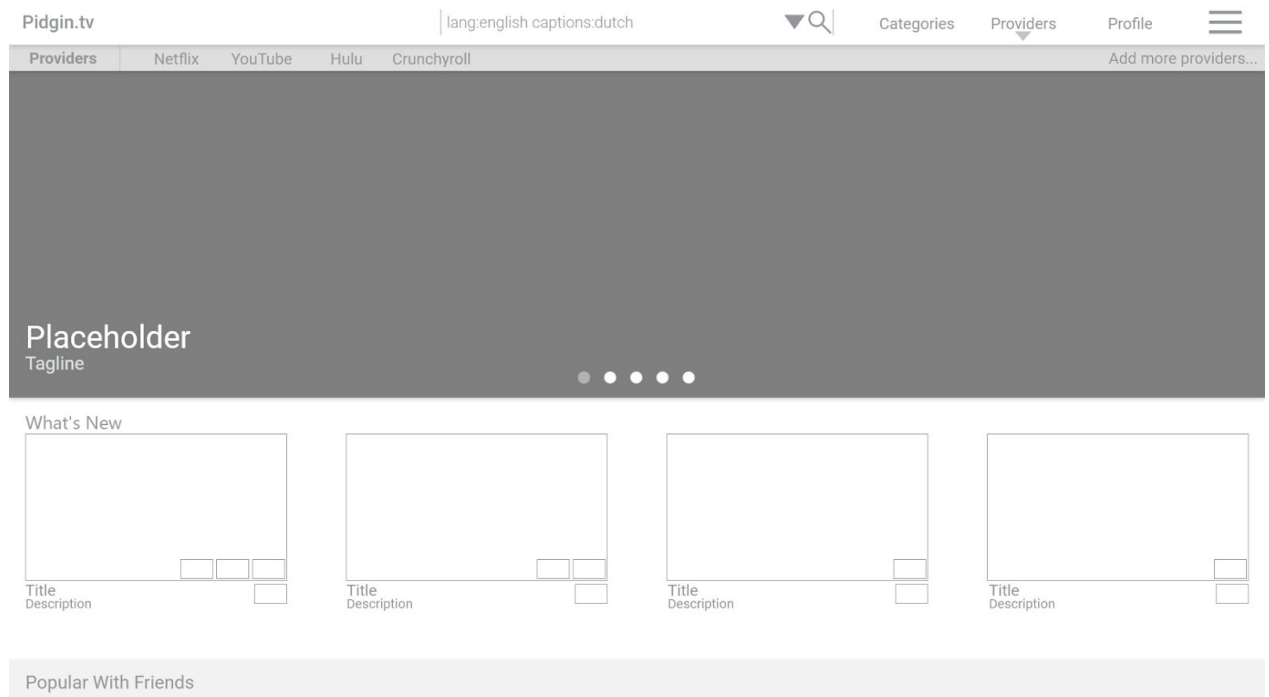 Pidgin.tv lang:english captions:dutch Categories Providers Profile
Providers Netflix YouTube Hulu Crunchyroll Add more providers...
Placeholder
Tagline
What's New
Title Title Title Title
Description Description Description Description
Popular With Friends